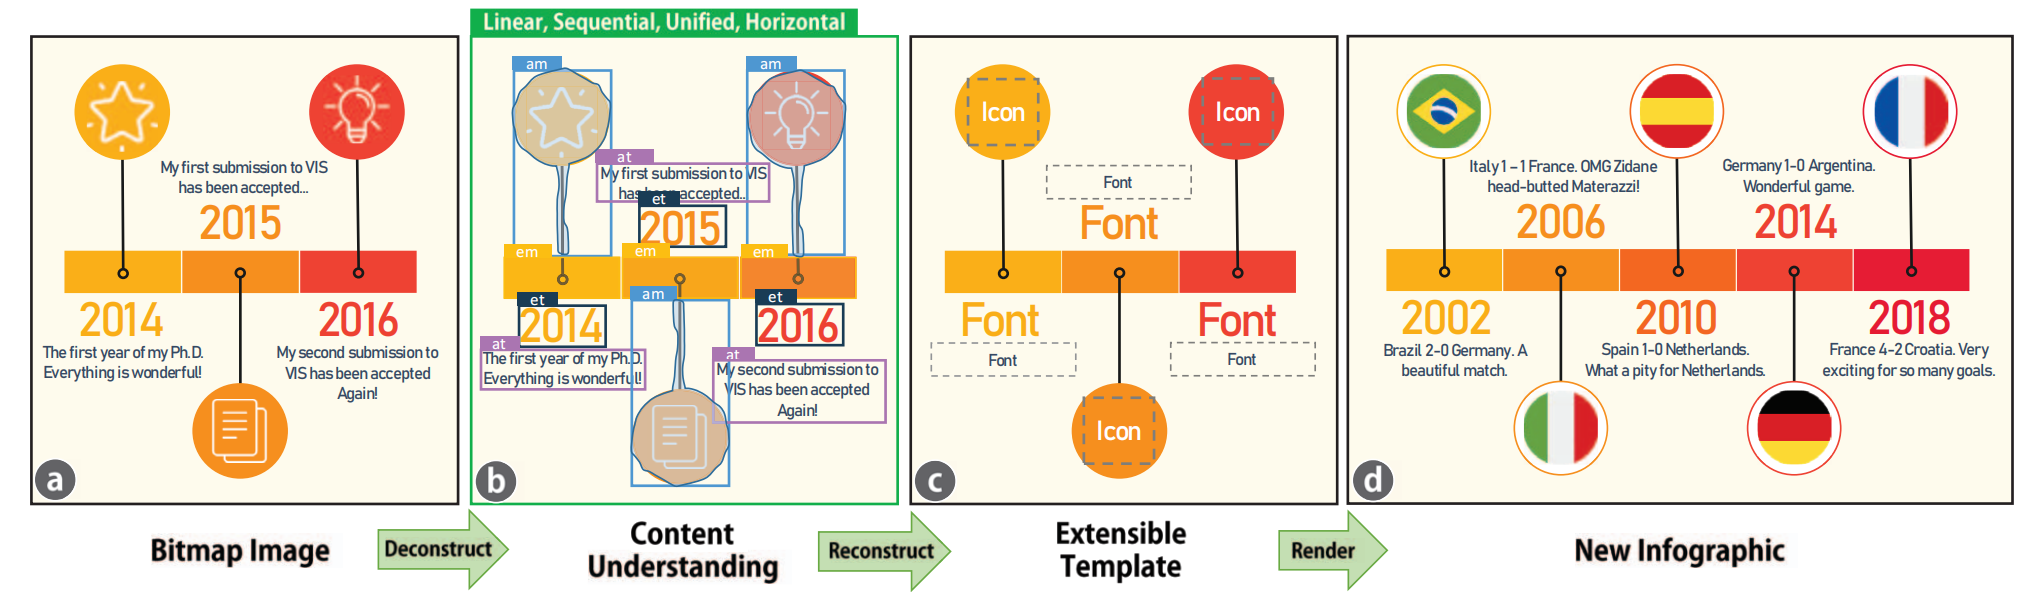 Linear, Sequential, Unified, Horizontal
My first submission to VIS
has been accepted...
2015
2014
The first year of my Ph.D.
Everything is wonderful!
2016
My second submission to
VIS has been accepted
Again!
a
am
am
at
My first submission to VIS
has been accepted...
et
2015
em
em
em
et
2014
am
et
2016
at
The first year of my Ph.D.
Everything is wonderful!
at
My second submission to
VIS has been accepted
Again!
b
Icon
Icon
Font
Font
Font
Font
Font
Font
Icon
c
Italy 1 - 1 France. OMG Zidane
head-butted Materazzi!
2006
Germany 1-0 Argentina.
Wonderful game.
2014
2002
Brazil 2-0 Germany. A
beautiful match.
2010
Spain 1-0 Netherlands.
What a pity for Netherlands.
2018
France 4-2 Croatia. Very
exciting for so many goals.
d
Bitmap Image
Deconstruct
Content
Understanding
Reconstruct
Extensible
Template
Render
New Infographic